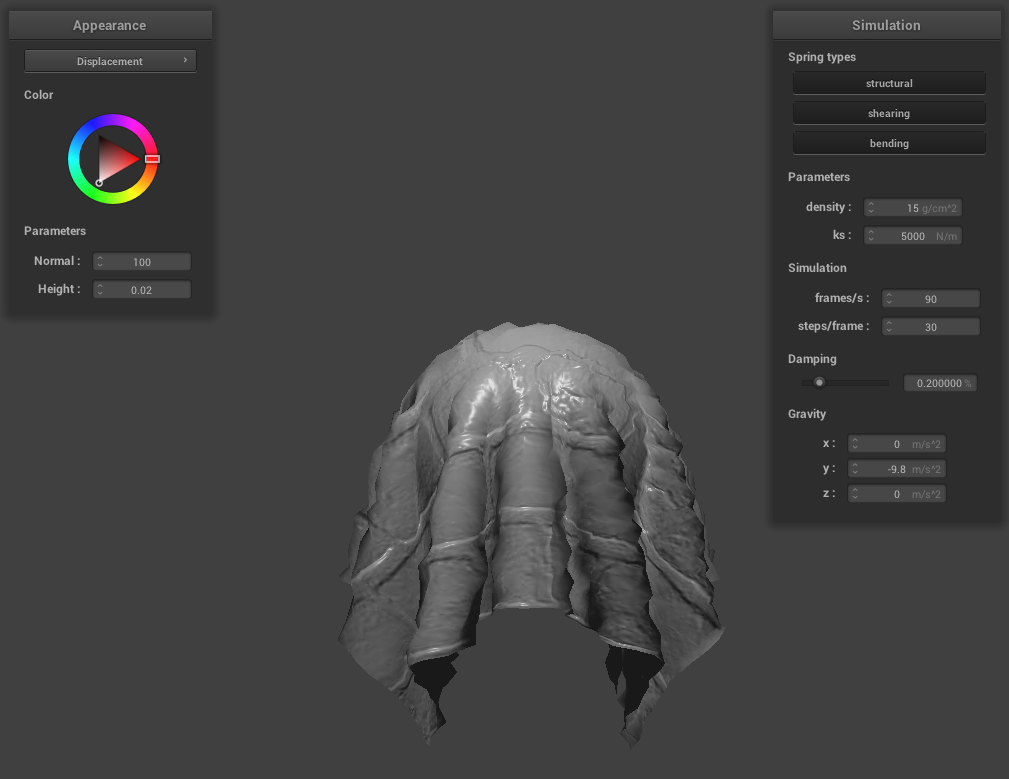 Appearance
Displacement ›
Color
Parameters
Normal : 100
Height : 0.02
Simulation
Spring types
structural
shearing
bending
Parameters
density : 15 g/cm^2
ks : 5000 N/m
Simulation
frames/s : 90
steps/frame : 30
Damping
0.200000 %
Gravity
x : 0 m/s^2
y : -9.8 m/s^2
z : 0 m/s^2